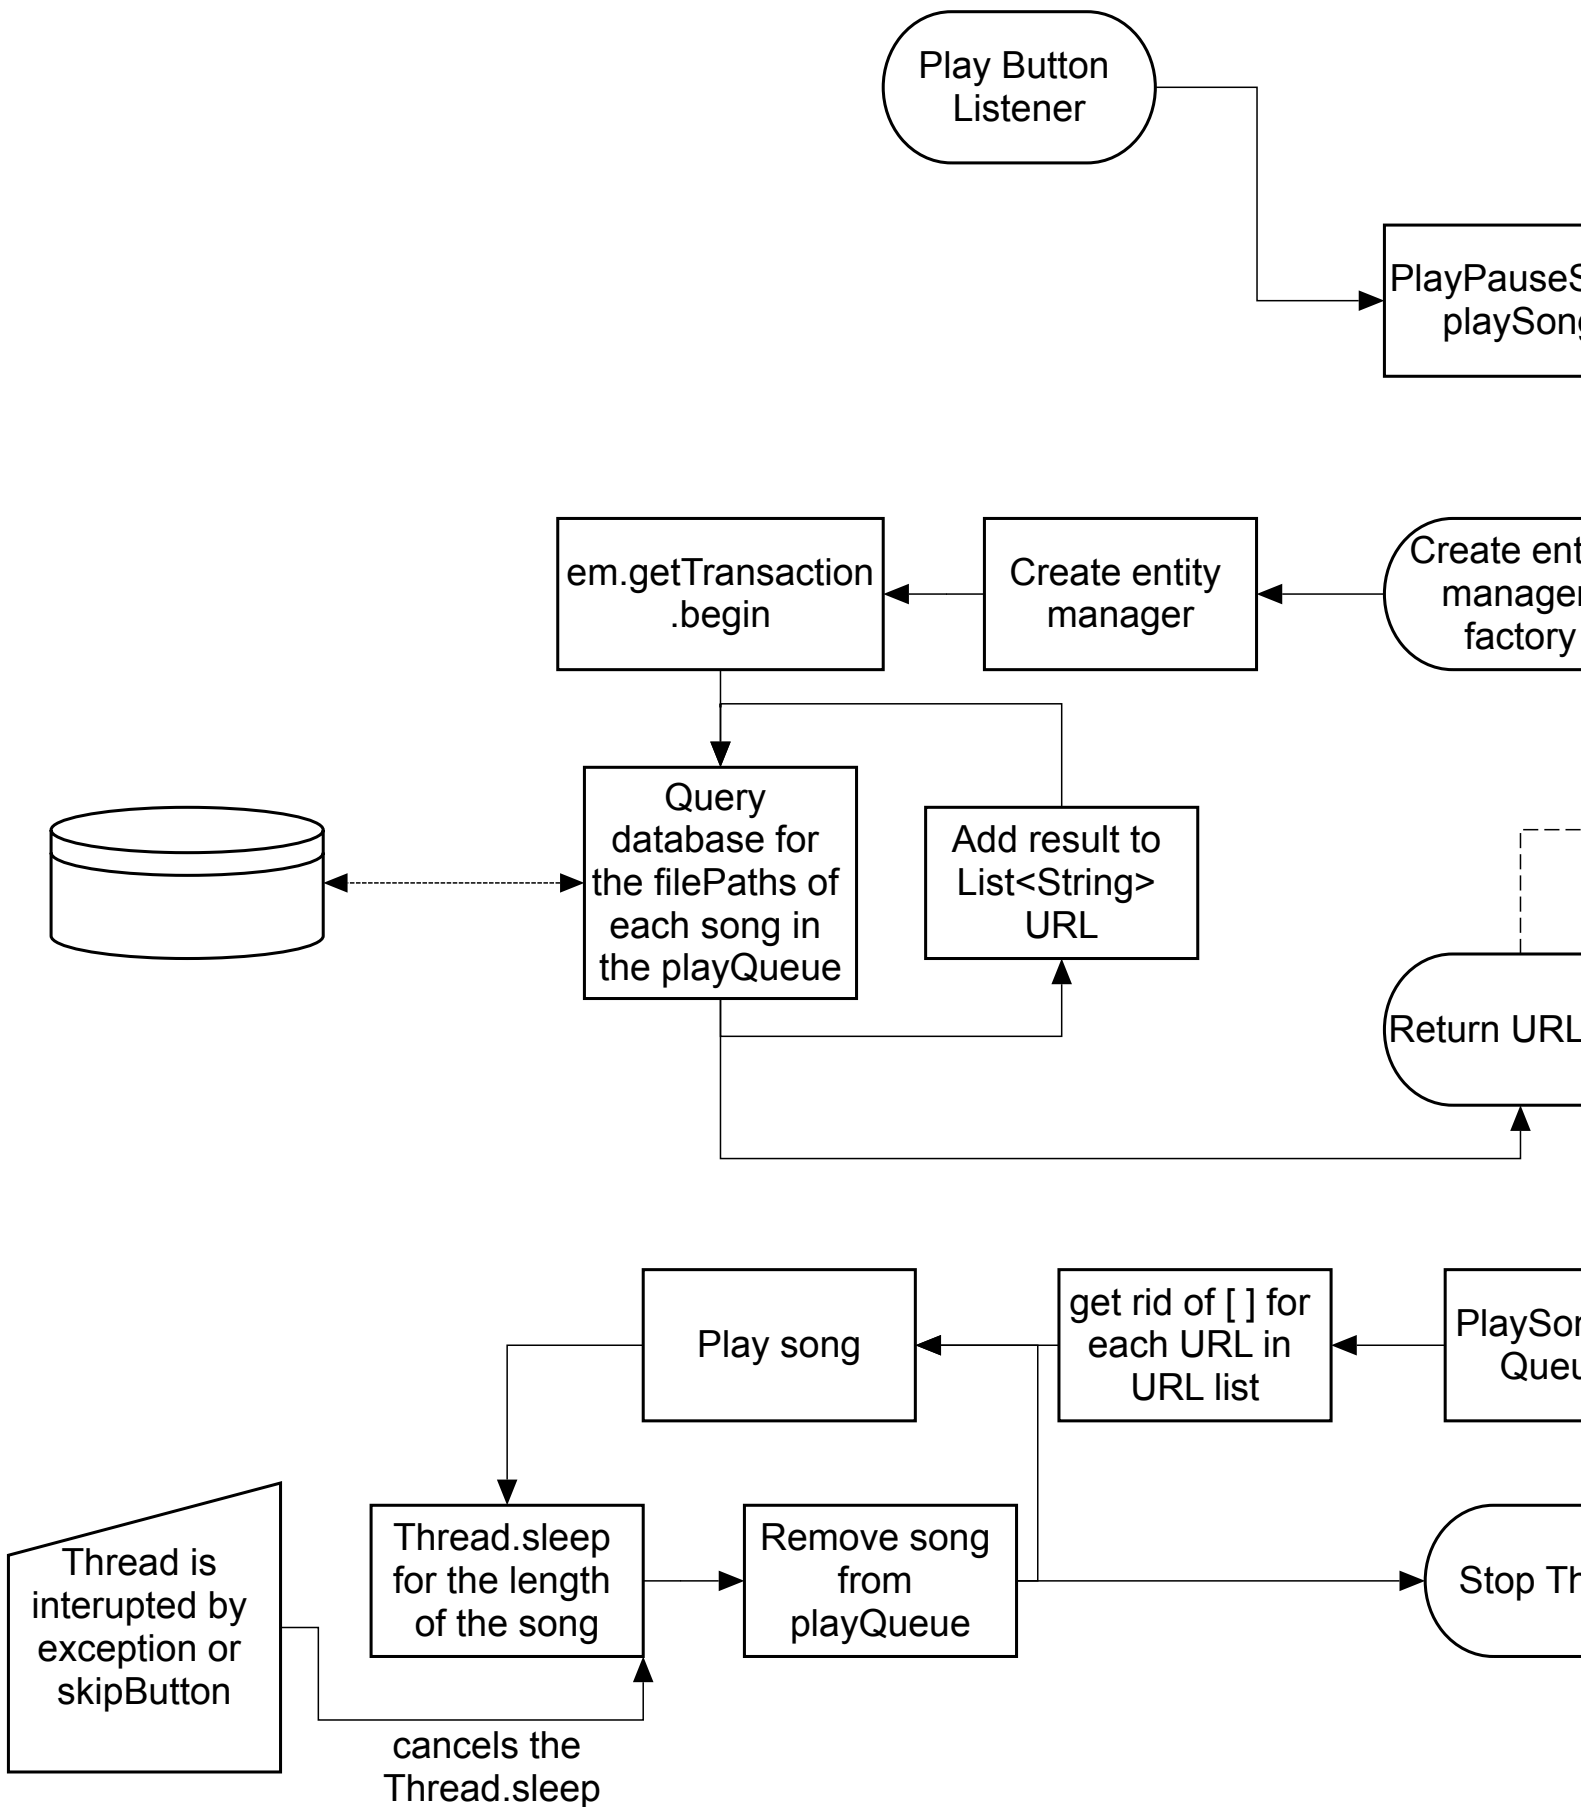 Play Button
Listener
PlayPauseS
playSong
em.getTransaction
.begin
Create entity
manager
Create ent
manager
factory
Query
database for
the filePaths of
each song in
the playQueue
Add result to
List<String>
URL
Return URL
Play song
get rid of [ ] for
each URL in
URL list
PlaySon
Queu
Thread is
interupted by
exception or
skipButton
Thread.sleep
for the length
of the song
Remove song
from
playQueue
Stop Th
cancels the
Thread.sleep